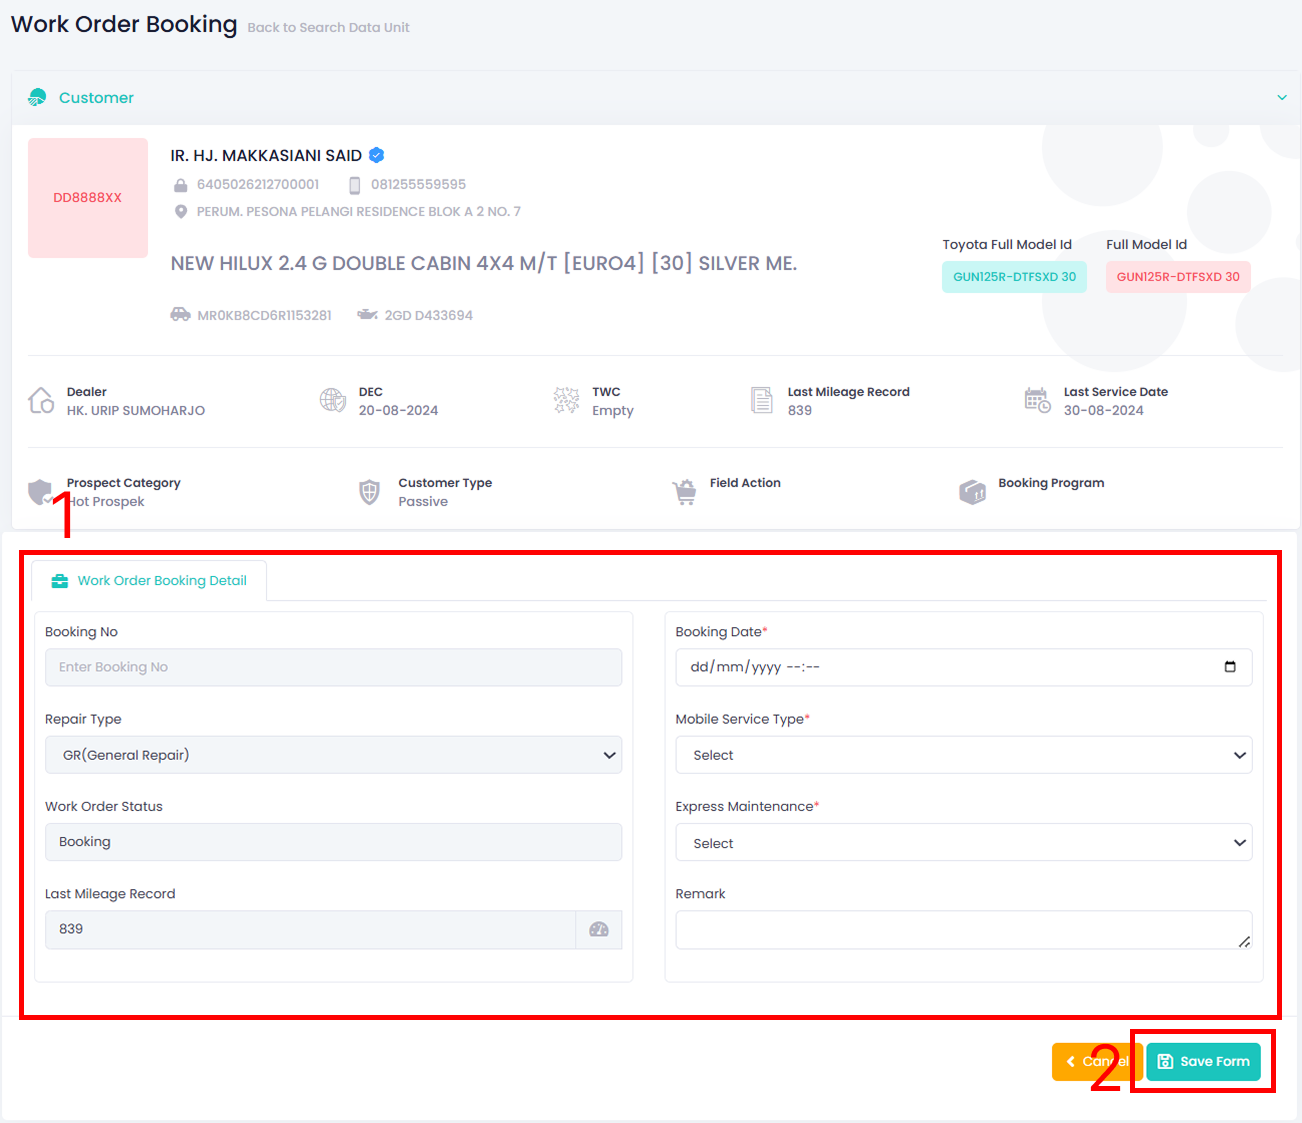 Work Order Booking Back to Search Data Unit
Customer
DD8888XX
IR. HJ. MAKKASIANI SAID
6405026212700001 081255559595
PERUM. PESONA PELANGI RESIDENCE BLOK A 2 NO. 7
NEW HILUX 2.4 G DOUBLE CABIN 4X4 M/T [EURO4] [30] SILVER ME.
Toyota Full Model Id Full Model Id
GUN125R-DTFSXD 30 GUN125R-DTFSXD 30
MR0KB8CD6R1153281 2GD D433694
Dealer DEC TWC Last Mileage Record Last Service Date
HK. URIP SUMOHARJO 20-08-2024 Empty 839 30-08-2024
Prospect Category Customer Type Field Action Booking Program
Hot Prospek Passive
1
Work Order Booking Detail
Booking No
Enter Booking No
Repair Type
GR(General Repair)
Work Order Status
Booking
Last Mileage Record
839
Booking Date*
dd/mm/yyyy --:--
Mobile Service Type*
Select
Express Maintenance*
Select
Remark
Cancel
2
Save Form